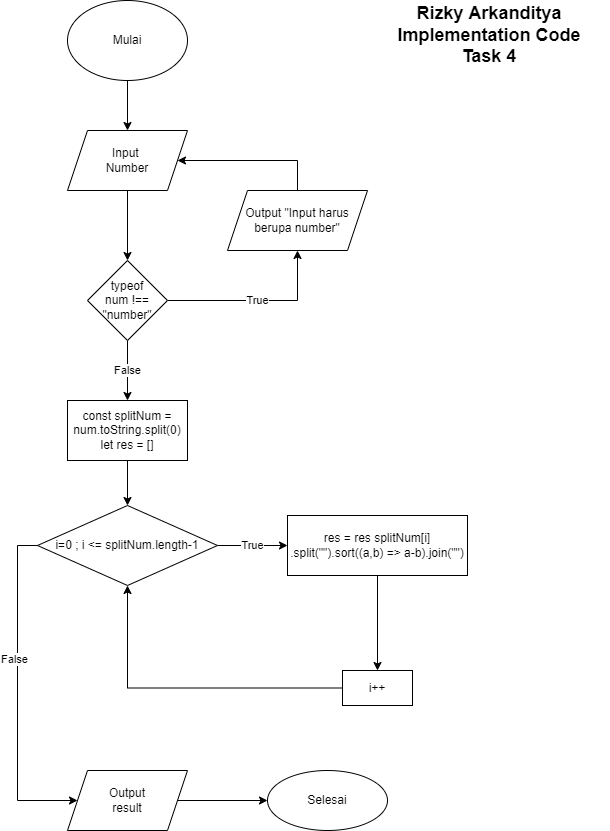 Rizky Arkanditya
Implementation Code
Task 4
Mulai
Input
Number
Output "Input harus
berupa number"
typeof
num !==
"number"
True
False
const splitNum =
num.toString.split(0)
let res = []
i=0 ; i <= splitNum.length-1
True
res = res splitNum[i]
.split("").sort((a,b) => a-b).join("")
i++
False
Output
result
Selesai